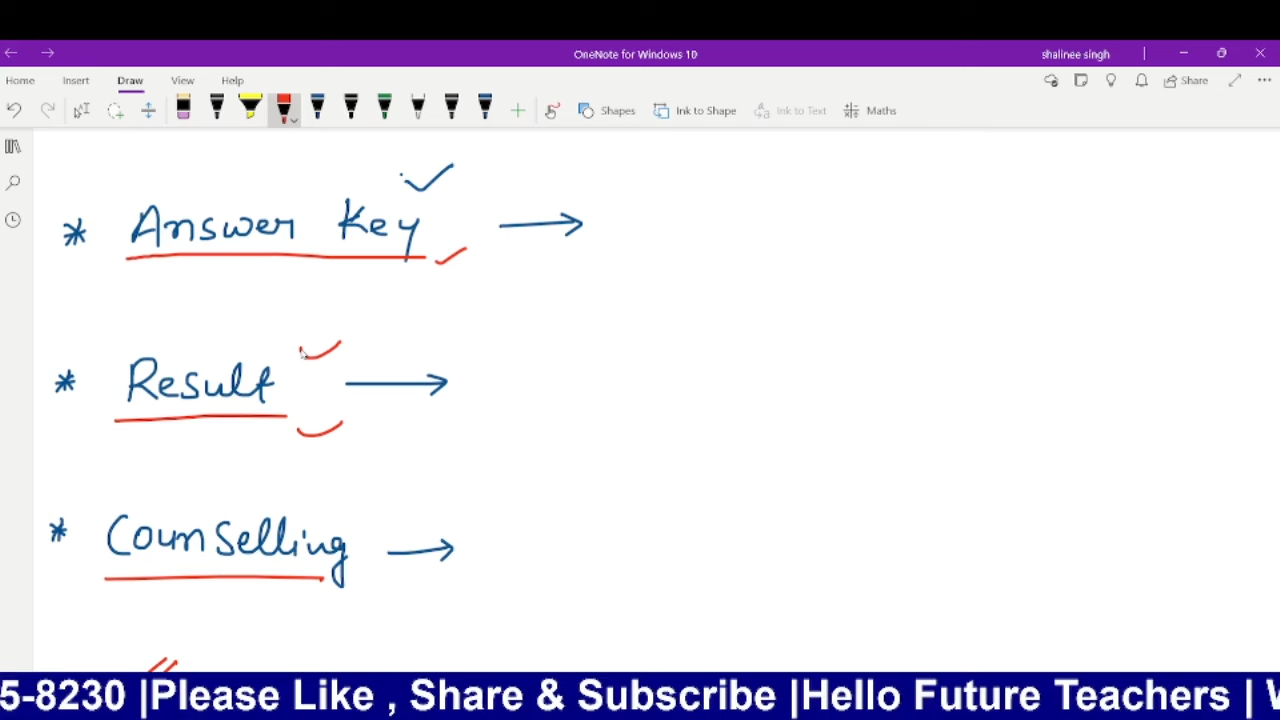 OneNote for Windows 10
shalinee singh
Home Insert Draw View Help
Share
Shapes Ink to Shape Ink to Text Maths
* Answer Key →
* Result →
* Counselling →
5-8230 |Please Like , Share & Subscribe |Hello Future Teachers | W